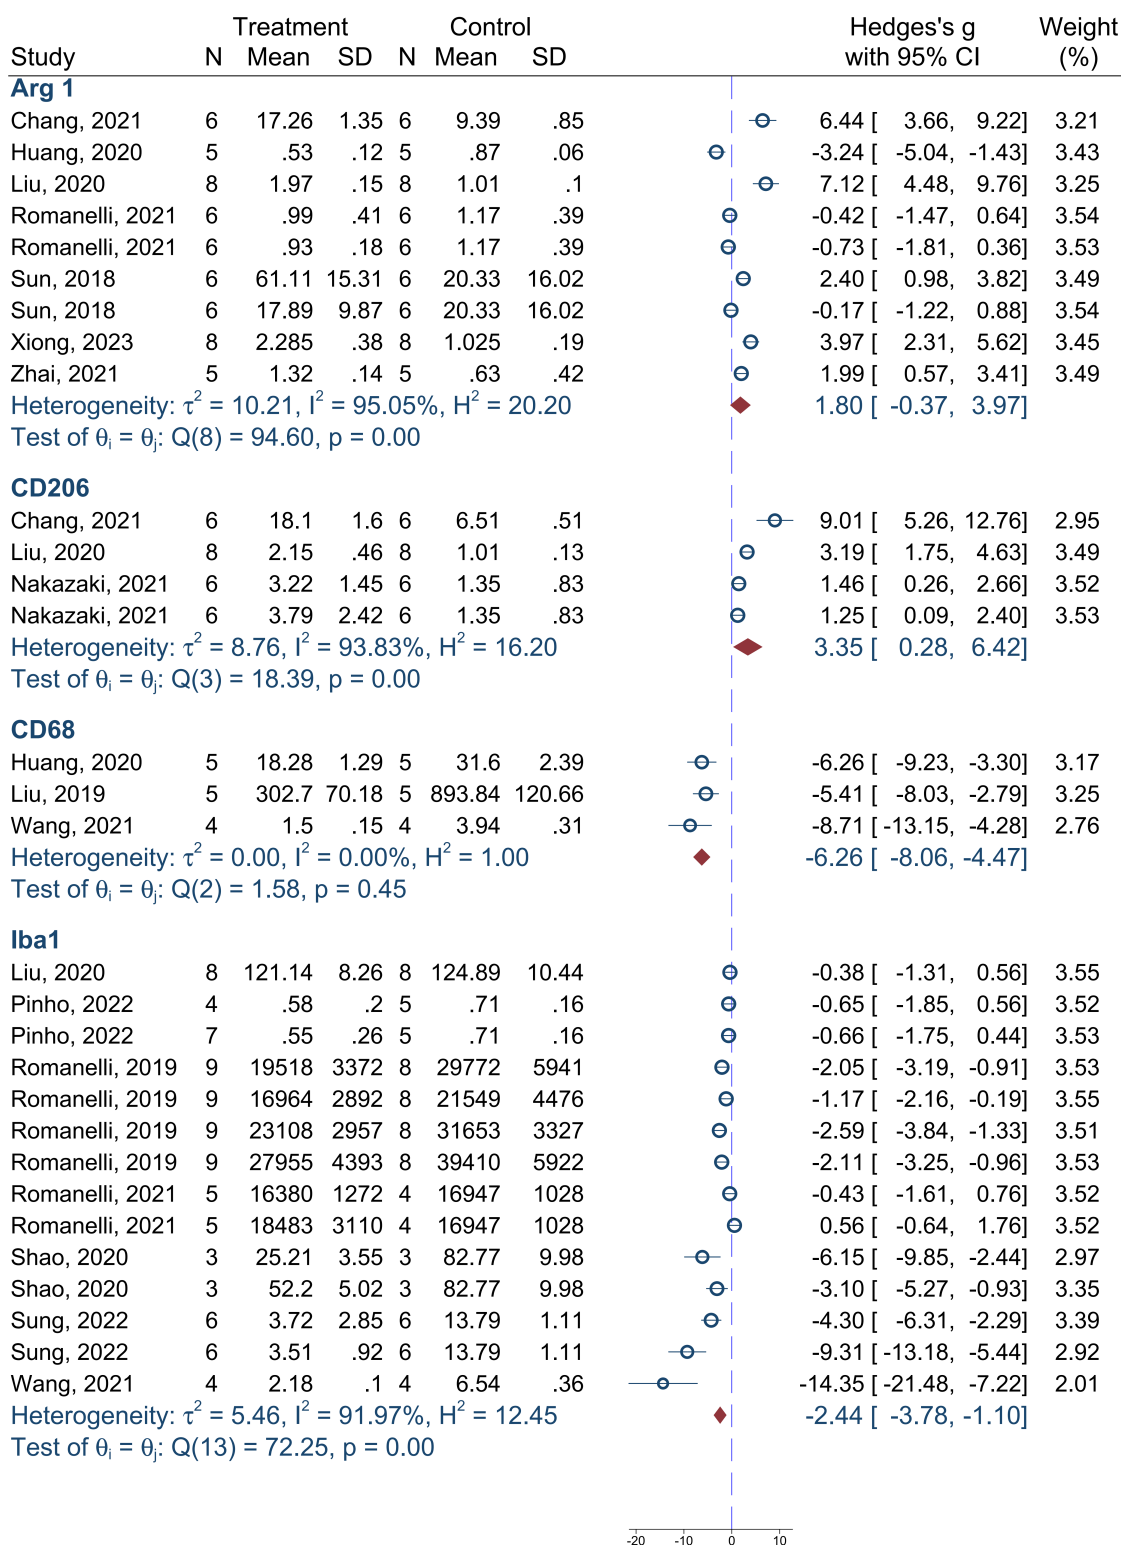 Treatment Control Hedges's g Weight
Study N Mean SD N Mean SD with 95% CI (%)
Arg 1
Chang, 2021 6 17.26 1.35 6 9.39 .85 6.44 [ 3.66, 9.22] 3.21
Huang, 2020 5 .53 .12 5 .87 .06 -3.24 [ -5.04, -1.43] 3.43
Liu, 2020 8 1.97 .15 8 1.01 .1 7.12 [ 4.48, 9.76] 3.25
Romanelli, 2021 6 .99 .41 6 1.17 .39 -0.42 [ -1.47, 0.64] 3.54
Romanelli, 2021 6 .93 .18 6 1.17 .39 -0.73 [ -1.81, 0.36] 3.53
Sun, 2018 6 61.11 15.31 6 20.33 16.02 2.40 [ 0.98, 3.82] 3.49
Sun, 2018 6 17.89 9.87 6 20.33 16.02 -0.17 [ -1.22, 0.88] 3.54
Xiong, 2023 8 2.285 .38 8 1.025 .19 3.97 [ 2.31, 5.62] 3.45
Zhai, 2021 5 1.32 .14 5 .63 .42 1.99 [ 0.57, 3.41] 3.49
Heterogeneity: τ² = 10.21, I² = 95.05%, H² = 20.20 1.80 [ -0.37, 3.97]
Test of θᵢ = θⱼ: Q(8) = 94.60, p = 0.00
CD206
Chang, 2021 6 18.1 1.6 6 6.51 .51 9.01 [ 5.26, 12.76] 2.95
Liu, 2020 8 2.15 .46 8 1.01 .13 3.19 [ 1.75, 4.63] 3.49
Nakazaki, 2021 6 3.22 1.45 6 1.35 .83 1.46 [ 0.26, 2.66] 3.52
Nakazaki, 2021 6 3.79 2.42 6 1.35 .83 1.25 [ 0.09, 2.40] 3.53
Heterogeneity: τ² = 8.76, I² = 93.83%, H² = 16.20 3.35 [ 0.28, 6.42]
Test of θᵢ = θⱼ: Q(3) = 18.39, p = 0.00
CD68
Huang, 2020 5 18.28 1.29 5 31.6 2.39 -6.26 [ -9.23, -3.30] 3.17
Liu, 2019 5 302.7 70.18 5 893.84 120.66 -5.41 [ -8.03, -2.79] 3.25
Wang, 2021 4 1.5 .15 4 3.94 .31 -8.71 [ -13.15, -4.28] 2.76
Heterogeneity: τ² = 0.00, I² = 0.00%, H² = 1.00 -6.26 [ -8.06, -4.47]
Test of θᵢ = θⱼ: Q(2) = 1.58, p = 0.45
Iba1
Liu, 2020 8 121.14 8.26 8 124.89 10.44 -0.38 [ -1.31, 0.56] 3.55
Pinho, 2022 4 .58 .2 5 .71 .16 -0.65 [ -1.85, 0.56] 3.52
Pinho, 2022 7 .55 .26 5 .71 .16 -0.66 [ -1.75, 0.44] 3.53
Romanelli, 2019 9 19518 3372 8 29772 5941 -2.05 [ -3.19, -0.91] 3.53
Romanelli, 2019 9 16964 2892 8 21549 4476 -1.17 [ -2.16, -0.19] 3.55
Romanelli, 2019 9 23108 2957 8 31653 3327 -2.59 [ -3.84, -1.33] 3.51
Romanelli, 2019 9 27955 4393 8 39410 5922 -2.11 [ -3.25, -0.96] 3.53
Romanelli, 2021 5 16380 1272 4 16947 1028 -0.43 [ -1.61, 0.76] 3.52
Romanelli, 2021 5 18483 3110 4 16947 1028 0.56 [ -0.64, 1.76] 3.52
Shao, 2020 3 25.21 3.55 3 82.77 9.98 -6.15 [ -9.85, -2.44] 2.97
Shao, 2020 3 52.2 5.02 3 82.77 9.98 -3.10 [ -5.27, -0.93] 3.35
Sung, 2022 6 3.72 2.85 6 13.79 1.11 -4.30 [ -6.31, -2.29] 3.39
Sung, 2022 6 3.51 .92 6 13.79 1.11 -9.31 [ -13.18, -5.44] 2.92
Wang, 2021 4 2.18 .1 4 6.54 .36 -14.35 [ -21.48, -7.22] 2.01
Heterogeneity: τ² = 5.46, I² = 91.97%, H² = 12.45 -2.44 [ -3.78, -1.10]
Test of θᵢ = θⱼ: Q(13) = 72.25, p = 0.00
-20 -10 0 10